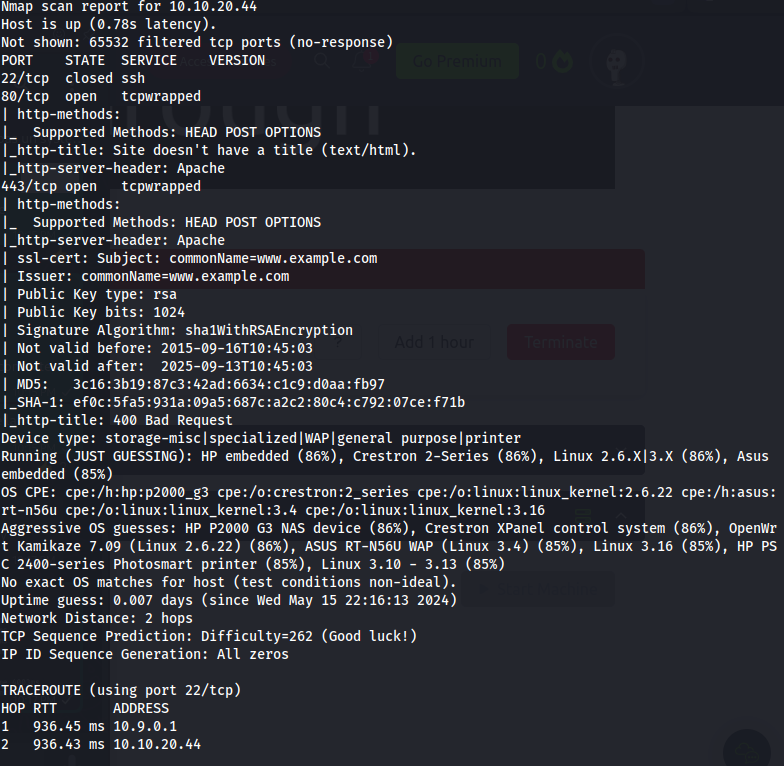 Nmap scan report for 10.10.20.44
Host is up (0.78s latency).
Not shown: 65532 filtered tcp ports (no-response)
PORT    STATE  SERVICE    VERSION
22/tcp  closed ssh
80/tcp  open   tcpwrapped
| http-methods:
|_  Supported Methods: HEAD POST OPTIONS
|_http-title: Site doesn't have a title (text/html).
|_http-server-header: Apache
443/tcp open   tcpwrapped
| http-methods:
|_  Supported Methods: HEAD POST OPTIONS
|_http-server-header: Apache
| ssl-cert: Subject: commonName=www.example.com
| Issuer: commonName=www.example.com
| Public Key type: rsa
| Public Key bits: 1024
| Signature Algorithm: sha1WithRSAEncryption
| Not valid before: 2015-09-16T10:45:03
| Not valid after:  2025-09-13T10:45:03
| MD5:   3c16:3b19:87c3:42ad:6634:c1c9:d0aa:fb97
|_SHA-1: ef0c:5fa5:931a:09a5:687c:a2c2:80c4:c792:07ce:f71b
|_http-title: 400 Bad Request
Device type: storage-misc|specialized|WAP|general purpose|printer
Running (JUST GUESSING): HP embedded (86%), Crestron 2-Series (86%), Linux 2.6.X|3.X (86%), Asus
embedded (85%)
OS CPE: cpe:/h:hp:p2000_g3 cpe:/o:crestron:2_series cpe:/o:linux:linux_kernel:2.6.22 cpe:/h:asus:
rt-n56u cpe:/o:linux:linux_kernel:3.4 cpe:/o:linux:linux_kernel:3.16
Aggressive OS guesses: HP P2000 G3 NAS device (86%), Crestron XPanel control system (86%), OpenWr
t Kamikaze 7.09 (Linux 2.6.22) (86%), ASUS RT-N56U WAP (Linux 3.4) (85%), Linux 3.16 (85%), HP PS
C 2400-series Photosmart printer (85%), Linux 3.10 - 3.13 (85%)
No exact OS matches for host (test conditions non-ideal).
Uptime guess: 0.007 days (since Wed May 15 22:16:13 2024)
Network Distance: 2 hops
TCP Sequence Prediction: Difficulty=262 (Good luck!)
IP ID Sequence Generation: All zeros
TRACEROUTE (using port 22/tcp)
HOP RTT       ADDRESS
1   936.45 ms 10.9.0.1
2   936.43 ms 10.10.20.44
Go Premium
0
Add 1 hour
Terminate